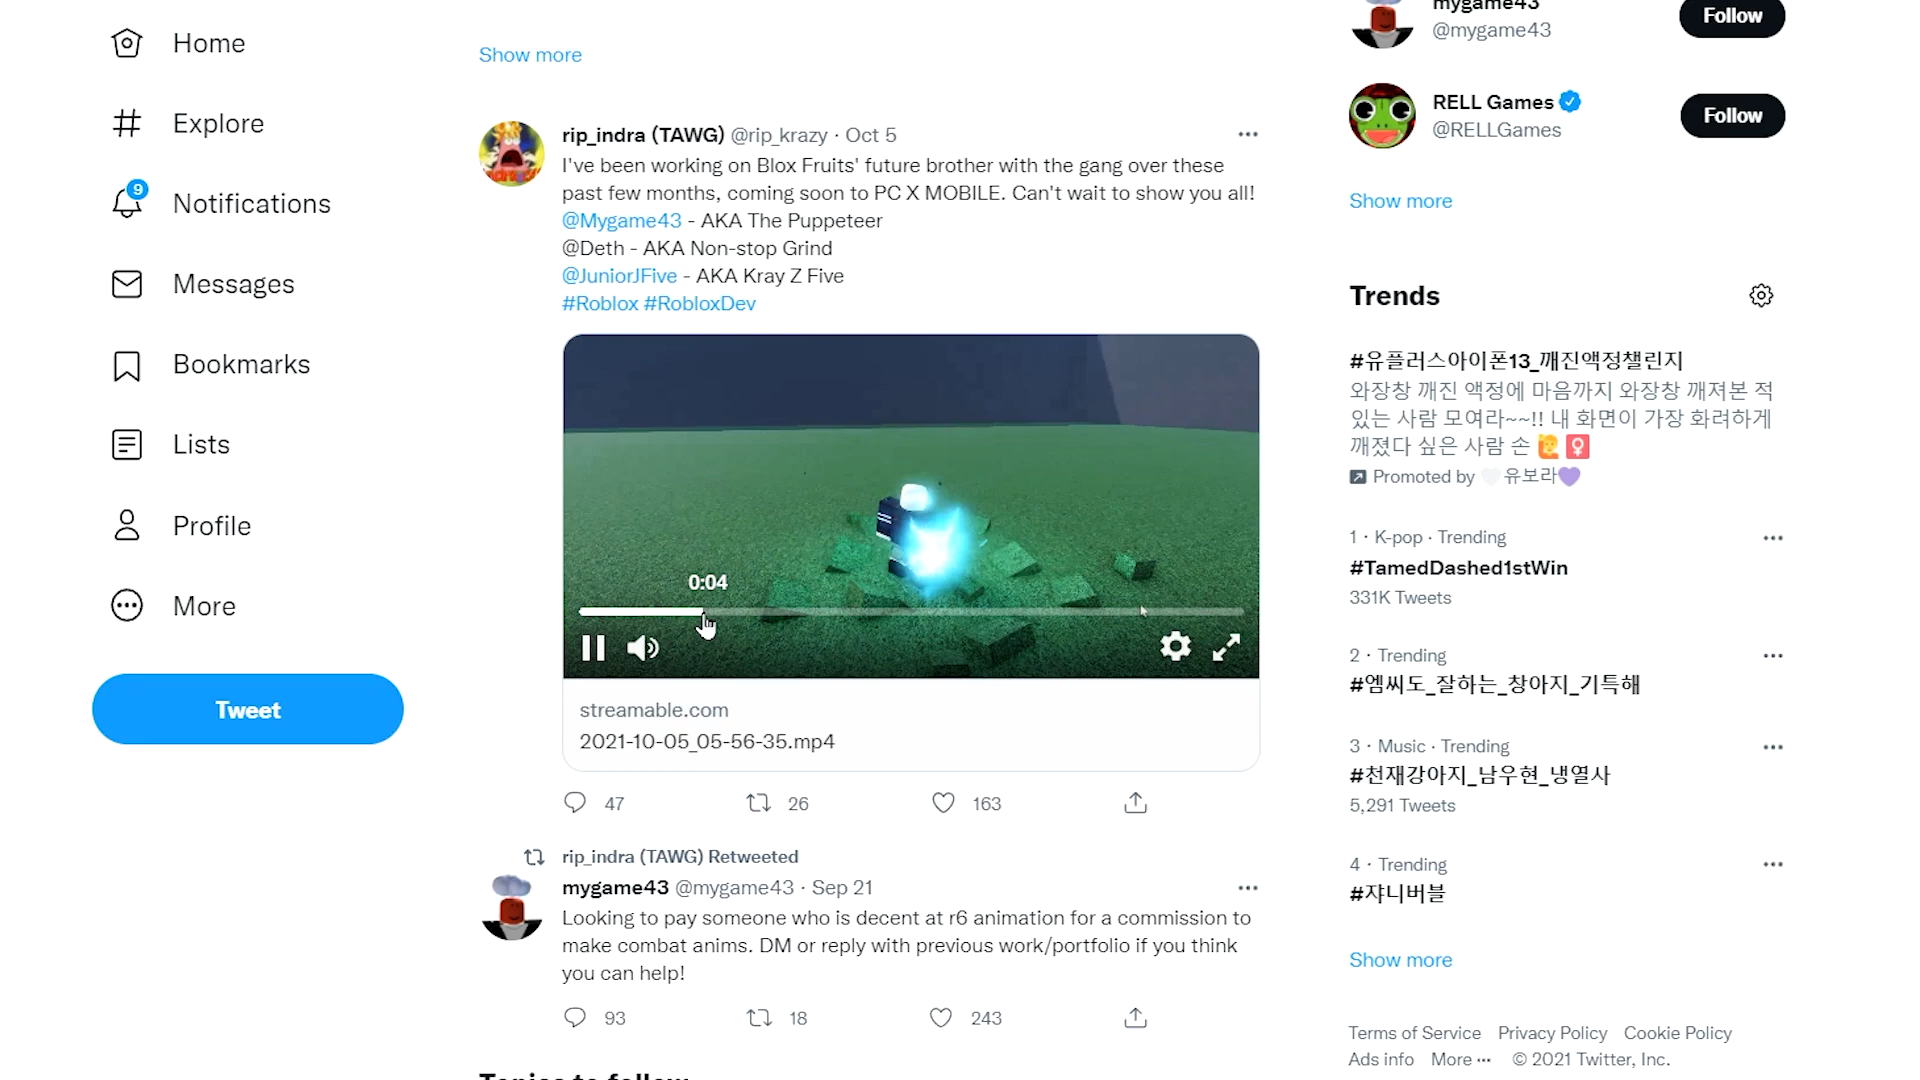 Home
Explore
9
Notifications
Messages
Bookmarks
Lists
Profile
More
Tweet
Show more
rip_indra (TAWG) @rip_krazy · Oct 5
I've been working on Blox Fruits' future brother with the gang over these
past few months, coming soon to PC X MOBILE. Can't wait to show you all!
@Mygame43 - AKA The Puppeteer
@Deth - AKA Non-stop Grind
@JuniorJFive - AKA Kray Z Five
#Roblox #RobloxDev
0:04
streamable.com
2021-10-05_05-56-35.mp4
47 26 163
rip_indra (TAWG) Retweeted
mygame43 @mygame43 · Sep 21
Looking to pay someone who is decent at r6 animation for a commission to
make combat anims. DM or reply with previous work/portfolio if you think
you can help!
93 18 243
Topics to follow
mygame43
@mygame43
Follow
RELL Games
@RELLGames
Follow
Show more
Trends
#유플러스아이폰13_깨진액정챌린지
와장창 깨진 액정에 마음까지 와장창 깨져본 적
있는 사람 모여라~~!! 내 화면이 가장 화려하게
깨졌다 싶은 사람 손 🙋♀
Promoted by 🤍유보라💜
1 · K-pop · Trending
#TamedDashed1stWin
331K Tweets
2 · Trending
#엠씨도_잘하는_창아지_기특해
3 · Music · Trending
#천재강아지_남우현_냉열사
5,291 Tweets
4 · Trending
#쟈니버블
Show more
Terms of Service Privacy Policy Cookie Policy
Ads info More ··· © 2021 Twitter, Inc.